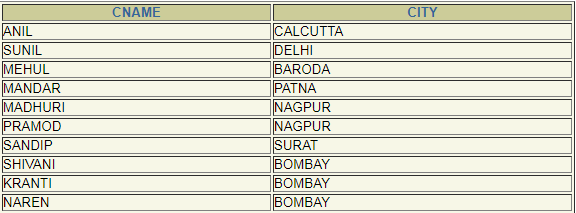 CNAME CITY
ANIL CALCUTTA
SUNIL DELHI
MEHUL BARODA
MANDAR PATNA
MADHURI NAGPUR
PRAMOD NAGPUR
SANDIP SURAT
SHIVANI BOMBAY
KRANTI BOMBAY
NAREN BOMBAY